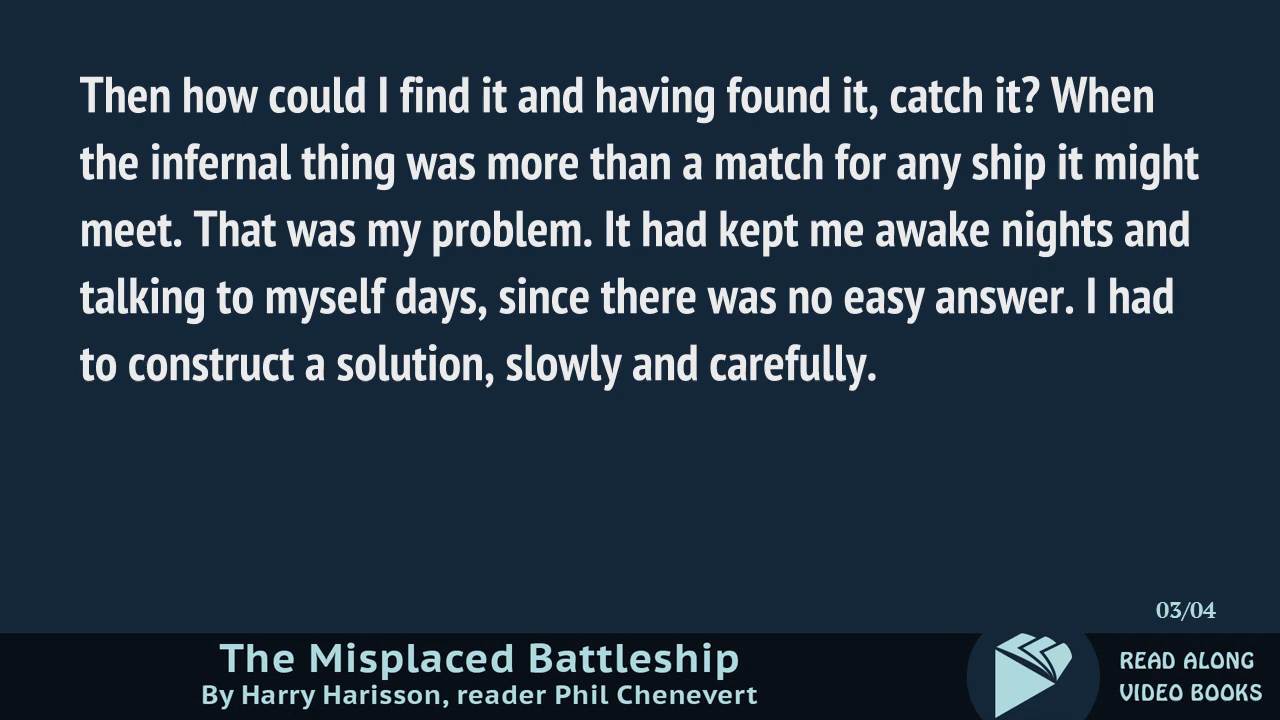 Then how could I find it and having found it, catch it? When
the infernal thing was more than a match for any ship it might
meet. That was my problem. It had kept me awake nights and
talking to myself days, since there was no easy answer. I had
to construct a solution, slowly and carefully.
03/04
The Misplaced Battleship
By Harry Harisson, reader Phil Chenevert
READ ALONG
VIDEO BOOKS